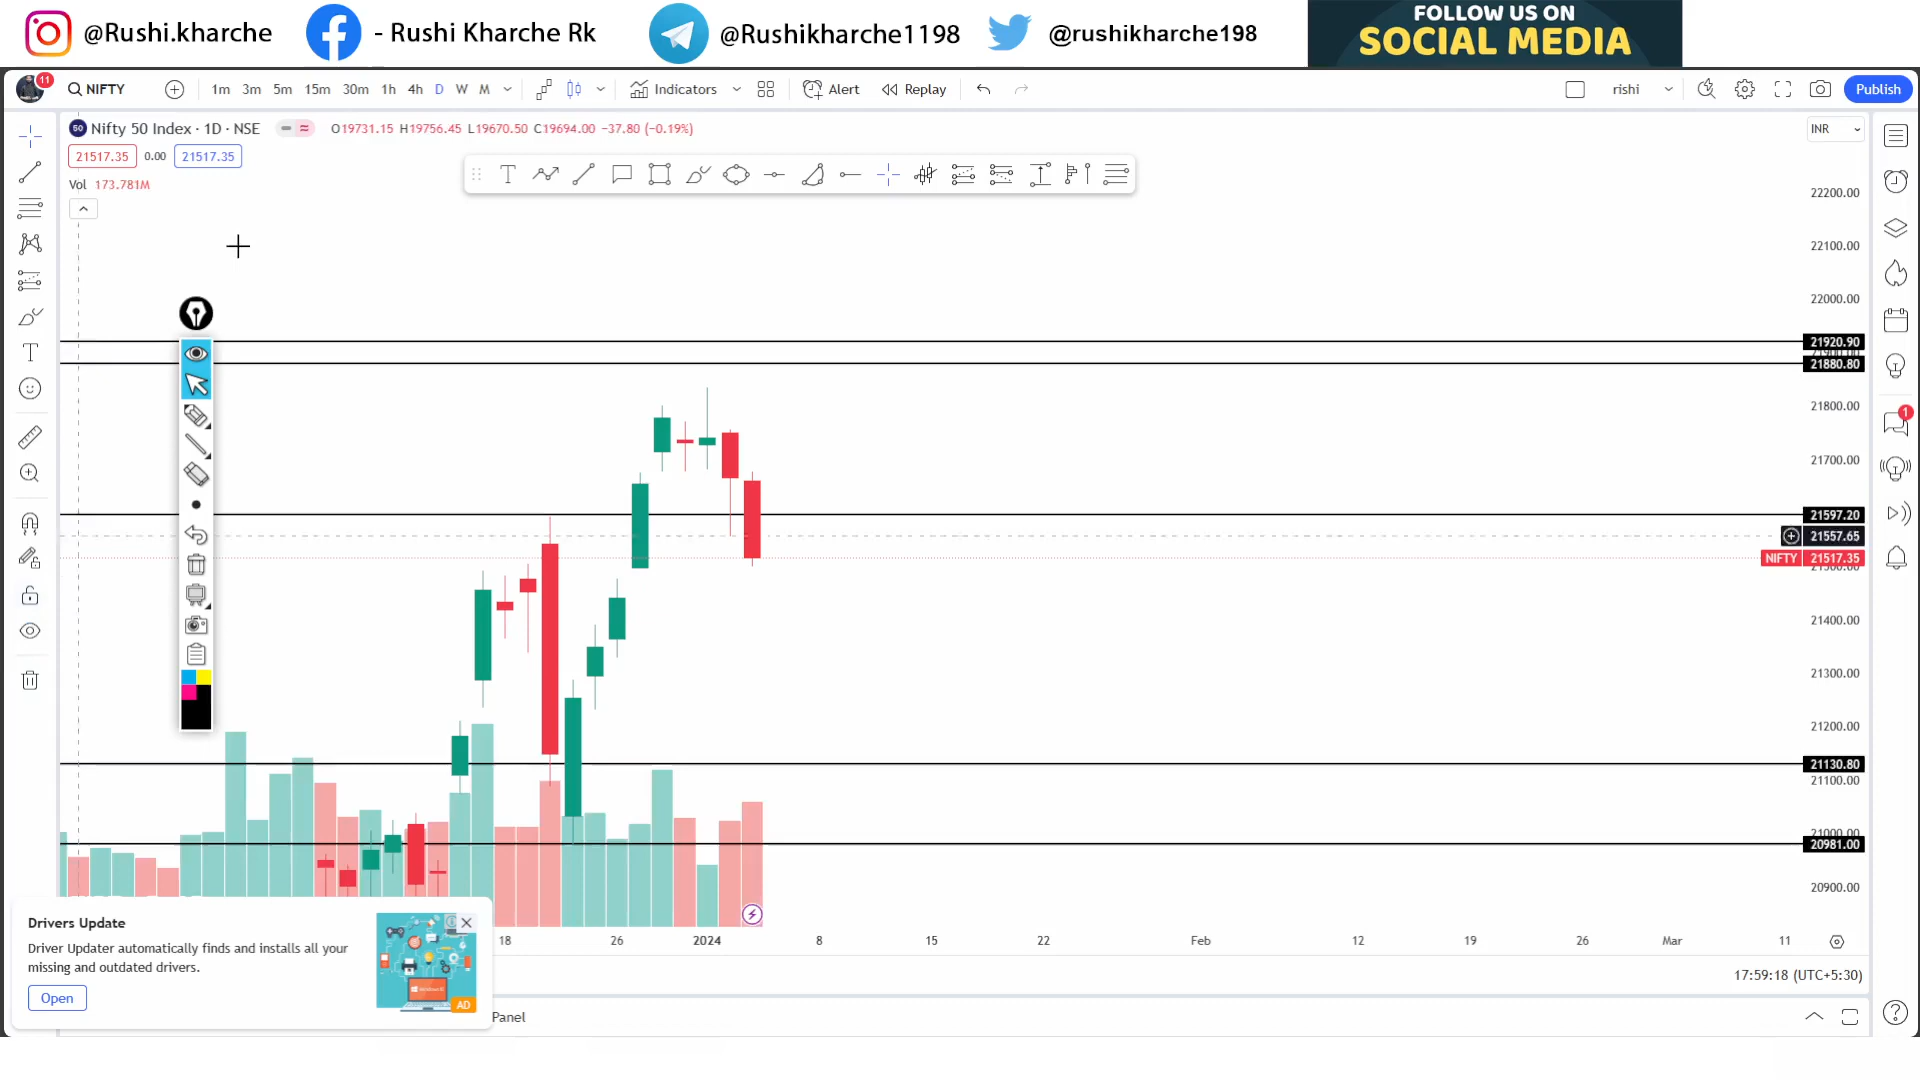 @Rushi.kharche - Rushi Kharche Rk @Rushikharche1198 @rushikharche198
FOLLOW US ON
SOCIAL MEDIA
11
NIFTY 1m 3m 5m 15m 30m 1h 4h D W M Indicators Alert Replay rishi Publish
50 Nifty 50 Index · 1D · NSE O19731.15 H19756.45 L19670.50 C19694.00 −37.80 (−0.19%) INR
21517.35 0.00 21517.35
Vol 173.781M
22200.00
22100.00
22000.00
21920.90
21880.80
21800.00
21700.00
21597.20
21557.65
NIFTY 21517.35
21400.00
21300.00
21200.00
21130.80
21100.00
21000.00
20981.00
20900.00
1
18 26 2024 8 15 22 Feb 12 19 26 Mar 11
Drivers Update
Driver Updater automatically finds and installs all your
missing and outdated drivers.
Open
AD
17:59:18 (UTC+5:30)
Panel